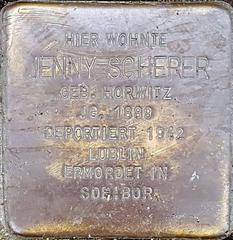 HIER WOHNTE
JENNY SCHERER
GEB. HORWITZ
JG.
DEPORTIERT 1942
LUBLIN
ERMORDET IN
SOBIBOR